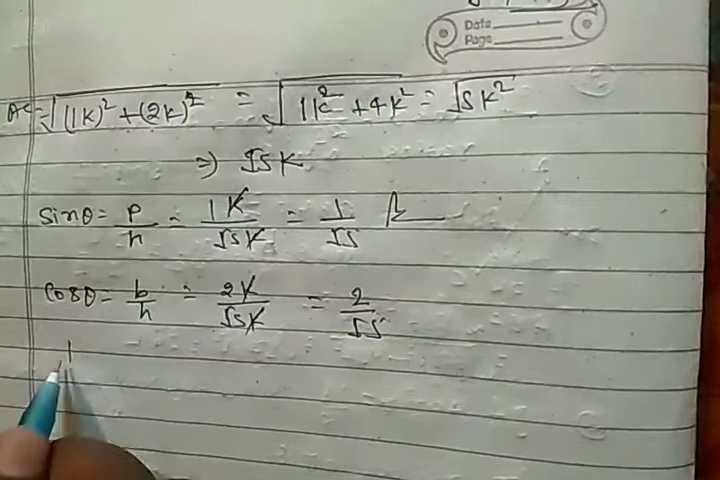 Date
Page
AC = √(1K)² + (2K)² = √1K² + 4K² = √5K²
=> √5K
sinθ = P/h = 1K/√5K = 1/√5
cosθ = b/h = 2K/√5K = 2/√5